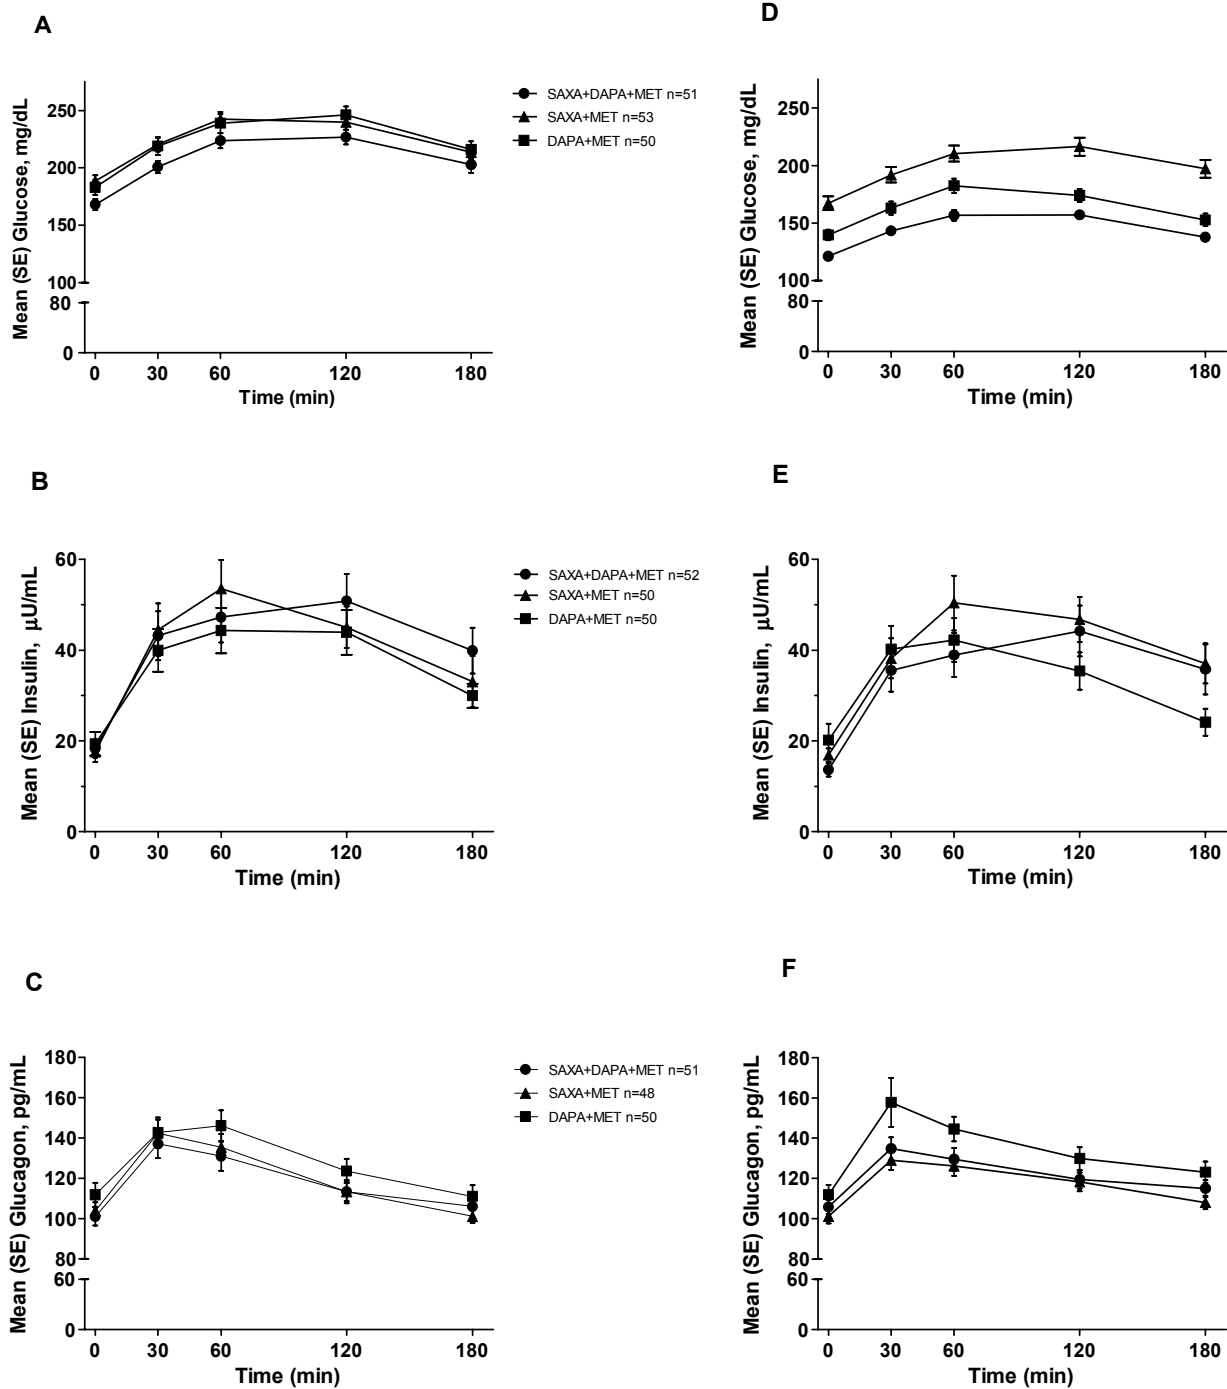 A
Mean (SE) Glucose, mg/dL
250
200
150
100
80
0
0 30 60 120 180
Time (min)
SAXA+DAPA+MET n=51
SAXA+MET n=53
DAPA+MET n=50
D
Mean (SE) Glucose, mg/dL
250
200
150
100
80
0
0 30 60 120 180
Time (min)
B
Mean (SE) Insulin, μU/mL
60
40
20
0
0 30 60 120 180
Time (min)
SAXA+DAPA+MET n=52
SAXA+MET n=50
DAPA+MET n=50
E
Mean (SE) Insulin, μU/mL
60
40
20
0
0 30 60 120 180
Time (min)
C
Mean (SE) Glucagon, pg/mL
180
160
140
120
100
80
60
0
0 30 60 120 180
Time (min)
SAXA+DAPA+MET n=51
SAXA+MET n=48
DAPA+MET n=50
F
Mean (SE) Glucagon, pg/mL
180
160
140
120
100
80
60
0
0 30 60 120 180
Time (min)